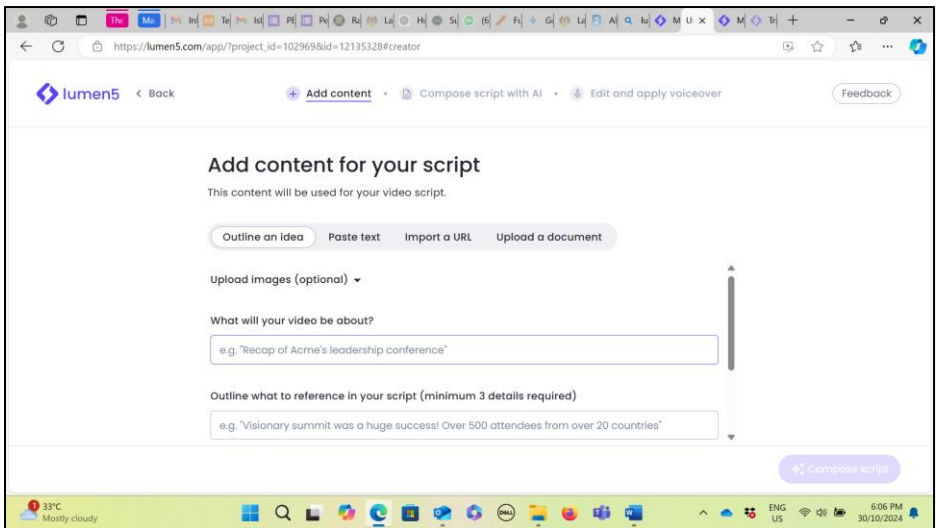 The
Ma
https://lumen5.com/app/?project_id=102969&id=12135328#creator
lumen5
Back
Add content
Compose script with AI
Edit and apply voiceover
Feedback
Add content for your script
This content will be used for your video script.
Outline an idea
Paste text
Import a URL
Upload a document
Upload images (optional)
What will your video be about?
e.g. "Recap of Acme's leadership conference"
Outline what to reference in your script (minimum 3 details required)
e.g. "Visionary summit was a huge success! Over 500 attendees from over 20 countries"
Compose script
33°C
Mostly cloudy
ENG
US
6:06 PM
30/10/2024